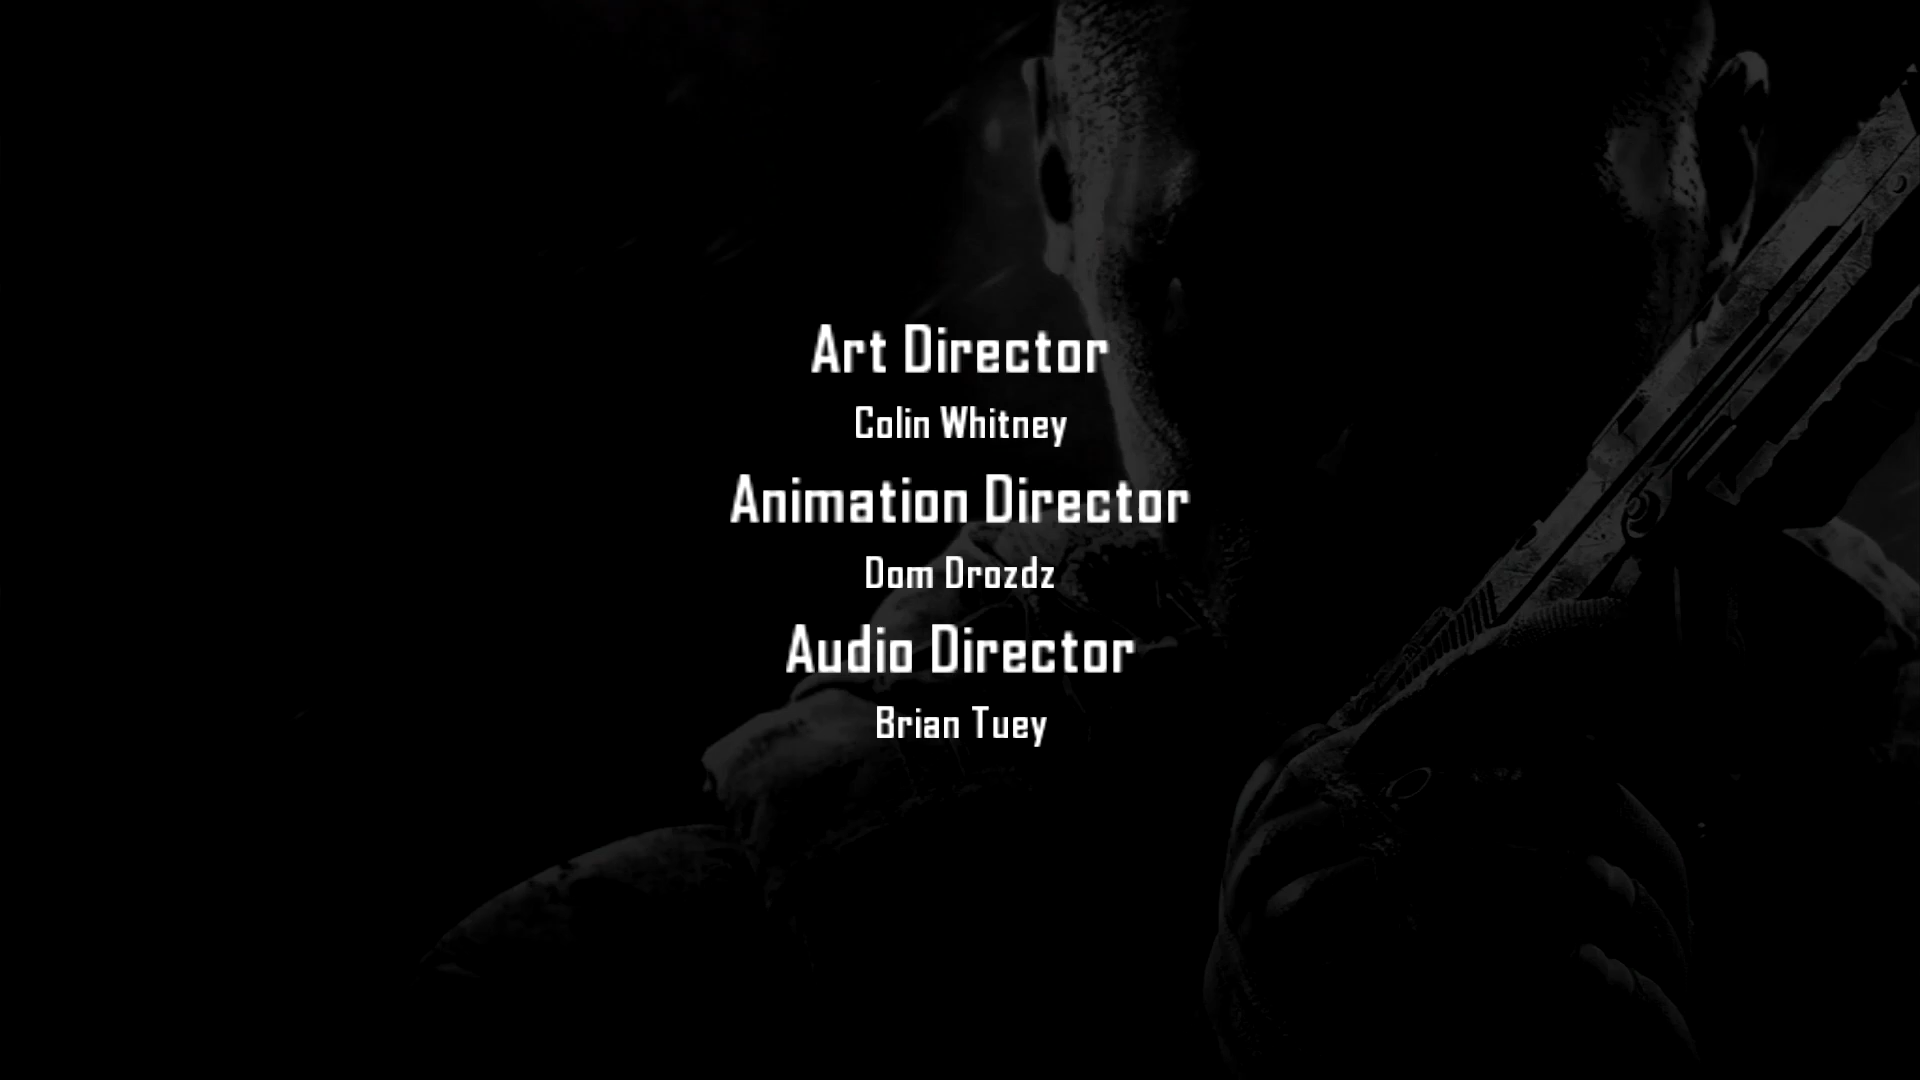 Art Director
Colin Whitney
Animation Director
Dom Drozdz
Audio Director
Brian Tuey